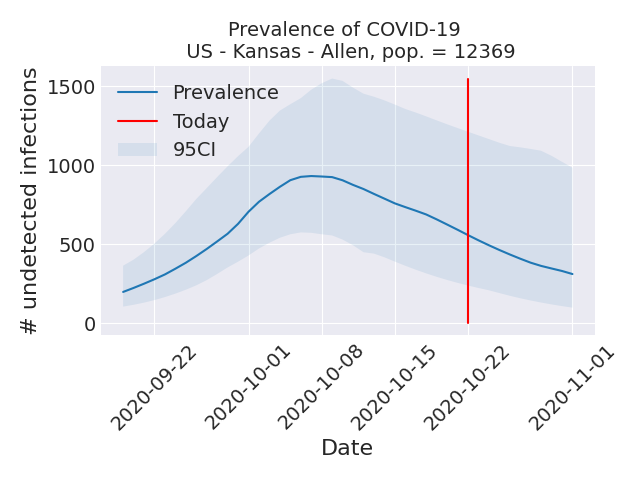 Prevalence of COVID-19
US - Kansas - Allen, pop. = 12369
# undetected infections
1500
1000
500
0
Prevalence
Today
95CI
2020-09-22
2020-10-01
2020-10-08
2020-10-15
2020-10-22
2020-11-01
Date